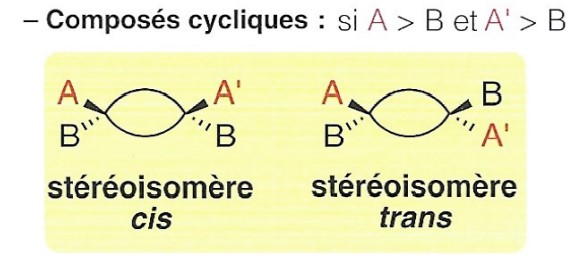 – Composés cycliques : si A > B et A' > B
A A' A B
B B B A'
stéréoisomère stéréoisomère
cis trans